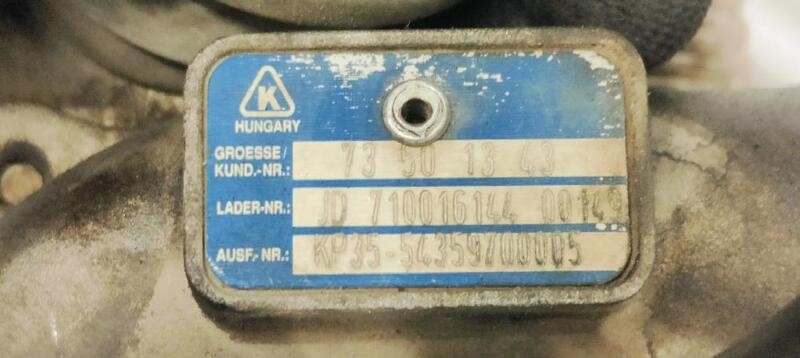 K
HUNGARY
GROESSE/
KUND.-NR.: 73 50 13 43
LADER-NR.: JD 710016144 00149
AUSF.-NR.: KP35-54359700005